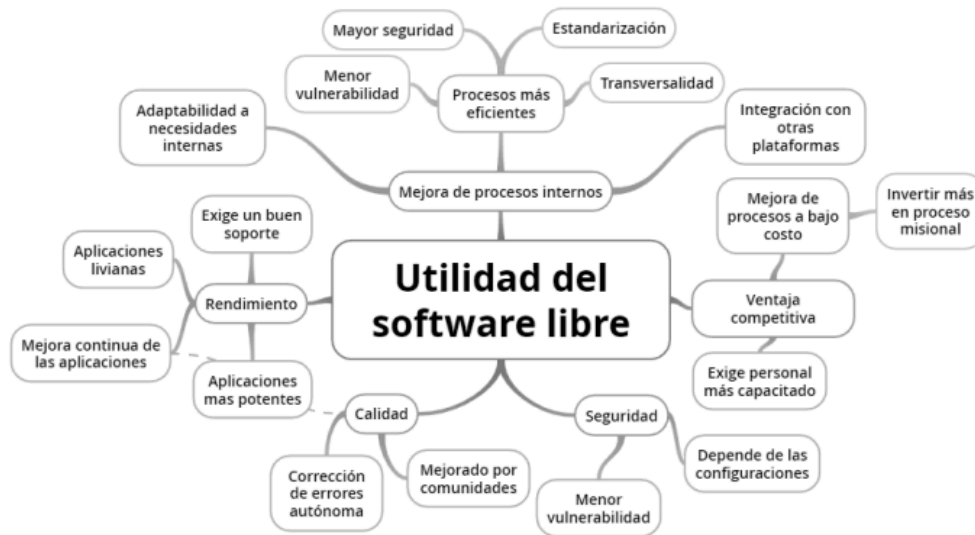 Mayor seguridad
Estandarización
Menor
vulnerabilidad
Procesos más
eficientes
Transversalidad
Adaptabilidad a
necesidades
internas
Integración con
otras
plataformas
Mejora de procesos internos
Exige un buen
soporte
Mejora de
procesos a bajo
costo
Invertir más
en proceso
misional
Aplicaciones
livianas
Rendimiento
Utilidad del
software libre
Ventaja
competitiva
Mejora continua de
las aplicaciones
Aplicaciones
mas potentes
Exige personal
más capacitado
Calidad
Seguridad
Corrección
de errores
autónoma
Mejorado por
comunidades
Menor
vulnerabilidad
Depende de las
configuraciones